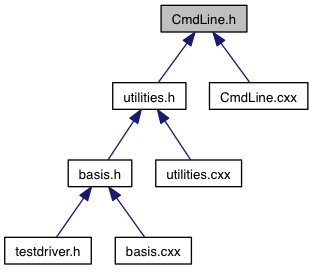 CmdLine.h
utilities.h
CmdLine.cxx
basis.h
utilities.cxx
testdriver.h
basis.cxx